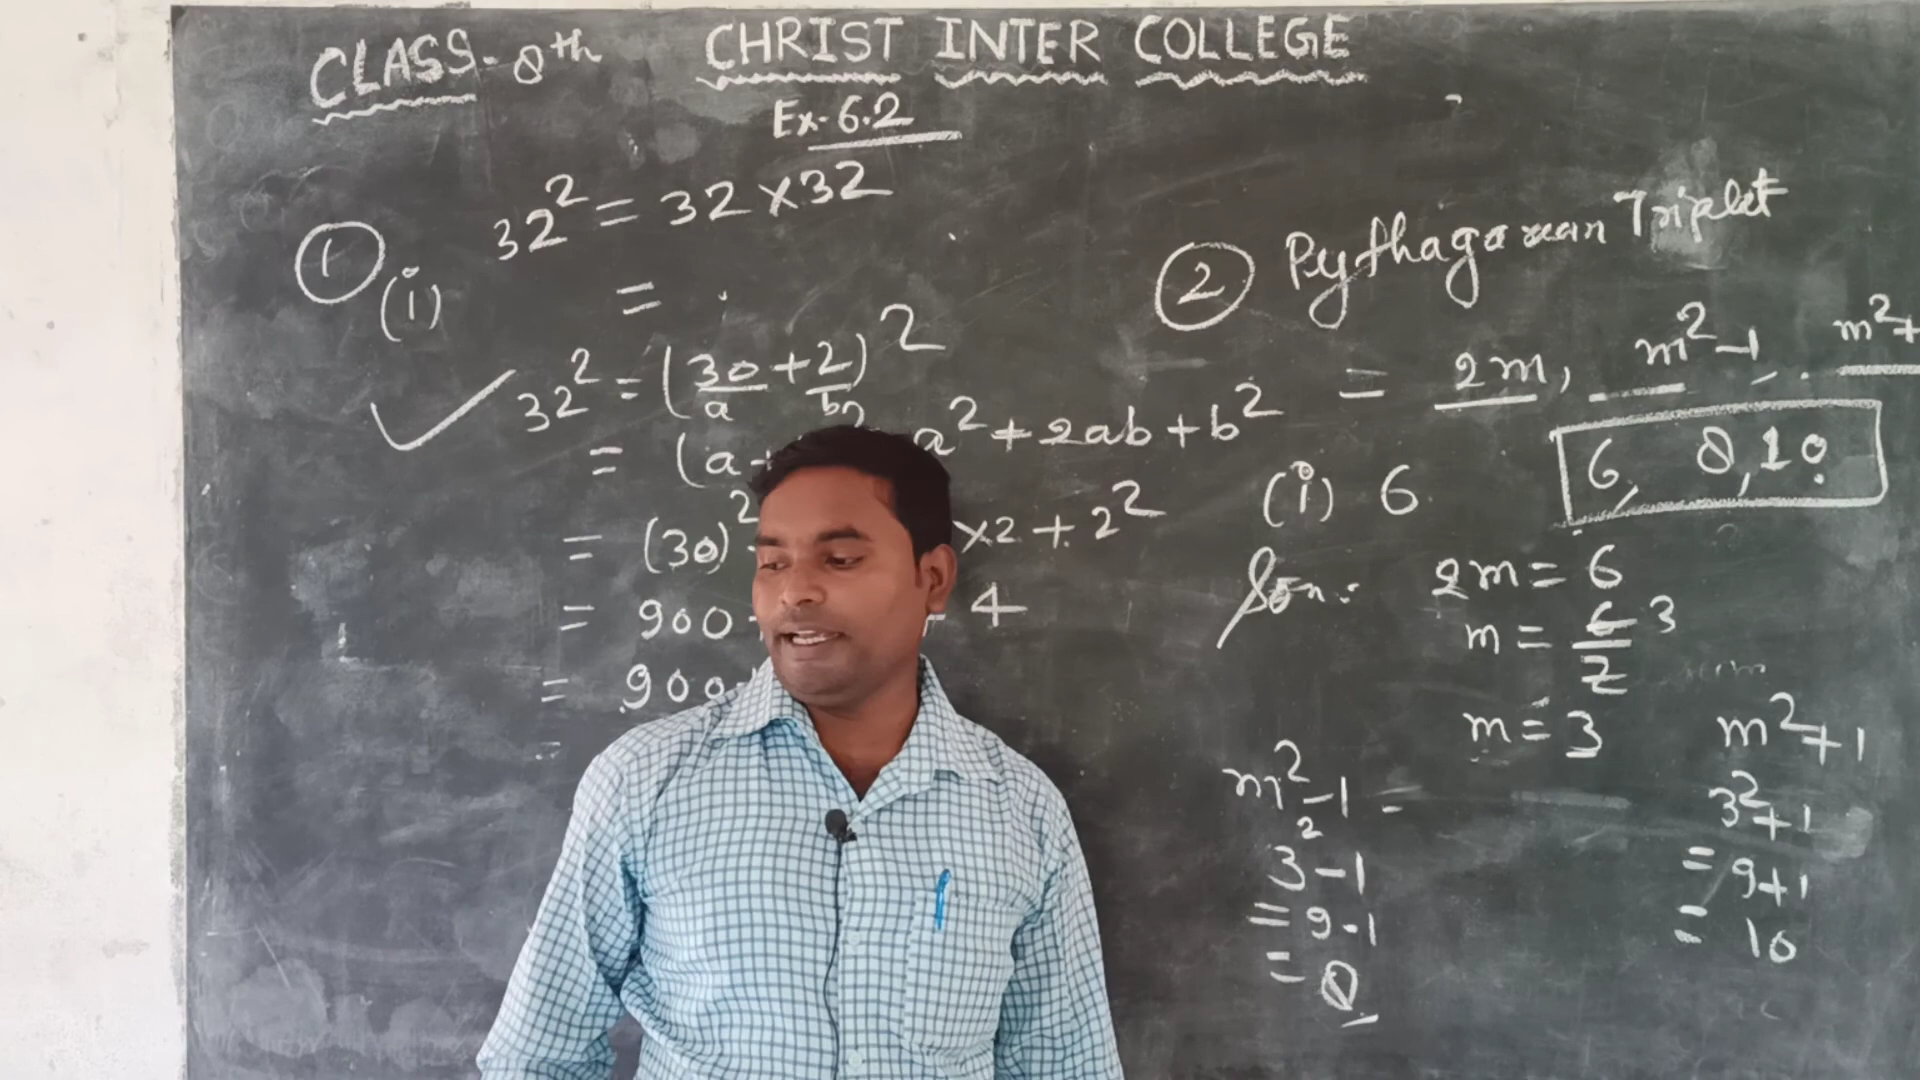 CLASS-8th CHRIST INTER COLLEGE
Ex-6.2
1 (i) 32² = 32 × 32
=
32² = (30 + 2)²
a b
= (a+ a² + 2ab + b²
= (30)² ×2 + 2²
= 900 4
= 900
=
2 Pythagorean Triplet
= 2m, m²-1, m²+
6, 8, 10
(i) 6
Son:
2m = 6
m = 6/2 3
m = 3
m²-1 -
3²-1
= 9-1
= 8
m²+1
3²+1
= 9+1
= 10